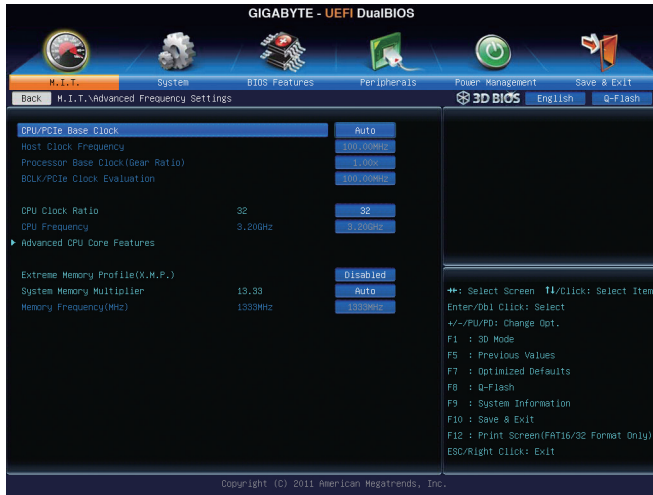 GIGABYTE - UEFI DualBIOS
M.I.T. System BIOS Features Peripherals Power Management Save & Exit
Back M.I.T.\Advanced Frequency Settings 3D BIOS English Q-Flash
CPU/PCIe Base Clock Auto
Host Clock Frequency 100.00MHz
Processor Base Clock(Gear Ratio) 1.00x
BCLK/PCIe Clock Evaluation 100.00MHz
CPU Clock Ratio 32 32
CPU Frequency 3.20GHz 3.20GHz
Advanced CPU Core Features
Extreme Memory Profile(X.M.P.) Disabled
System Memory Multiplier 13.33 Auto
Memory Frequency(MHz) 1333MHz 1333MHz
→←: Select Screen ↑↓/Click: Select Item
Enter/Dbl Click: Select
+/-/PU/PD: Change Opt.
F1 : 3D Mode
F5 : Previous Values
F7 : Optimized Defaults
F8 : Q-Flash
F9 : System Information
F10 : Save & Exit
F12 : Print Screen(FAT16/32 Format Only)
ESC/Right Click: Exit
Copyright (C) 2011 American Megatrends, Inc.